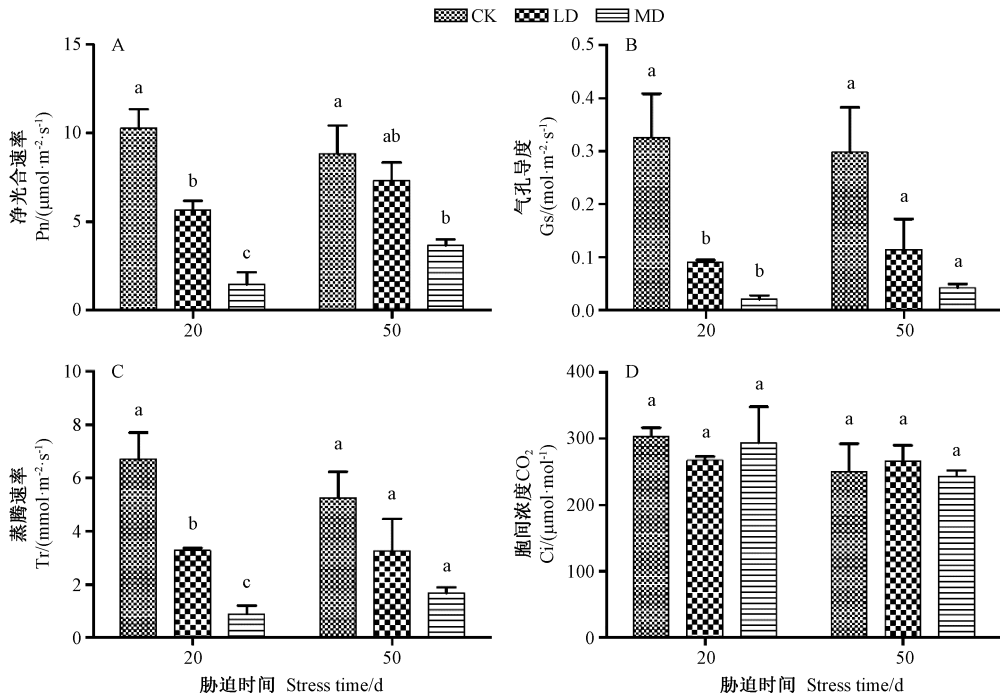 CK LD MD
A
15
10
5
0
净光合速率
Pn/(μmol·m⁻²·s⁻¹)
a
b
c
a
ab
b
20 50
B
0.5
0.4
0.3
0.2
0.1
0.0
气孔导度
Gs/(mol·m⁻²·s⁻¹)
a
b
b
a
a
a
20 50
C
10
8
6
4
2
0
蒸腾速率
Tr/(mmol·m⁻²·s⁻¹)
a
b
c
a
a
a
20 50
胁迫时间 Stress time/d
D
400
300
200
100
0
胞间浓度CO₂
Ci/(μmol·mol⁻¹)
a
a
a
a
a
a
20 50
胁迫时间 Stress time/d